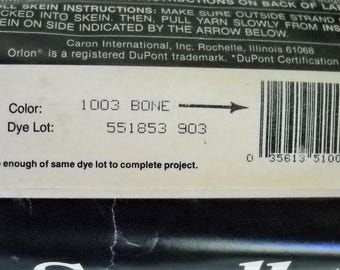 LL SKEIN INSTRUCTIONS: MAKE SURE OUTSIDE STRAND
CKED INTO SKEIN. THEN, PULL YARN SLOWLY FROM
EIN ON SIDE INDICATED BY THE ARROW BELOW.
Caron International, Inc. Rochelle, Illinois 61068
Orlon® is a registered DuPont trademark. *DuPont Certification
Color: 1003 BONE
Dye Lot: 551853 903
0 35613 5100
e enough of same dye lot to complete project.